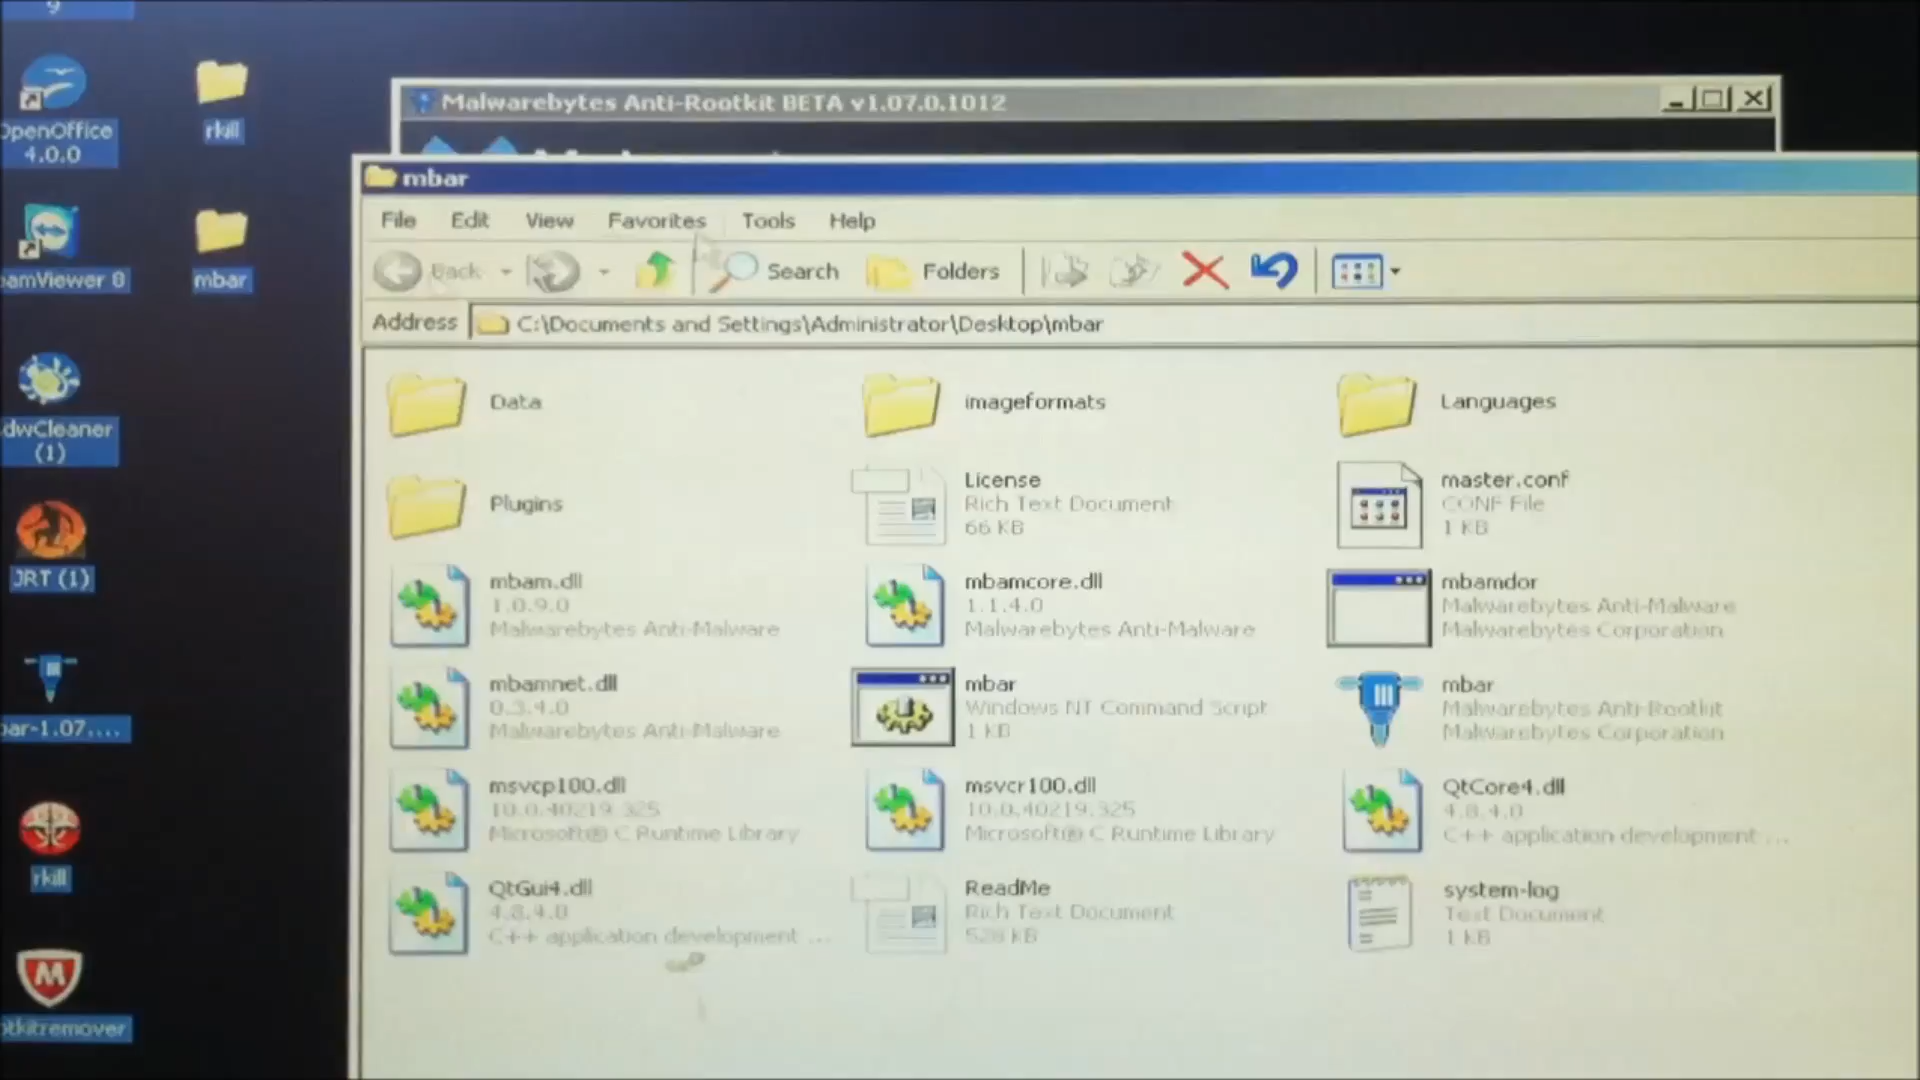 9
OpenOffice
4.0.0
rkill
eamViewer 8
mbar
dwCleaner
(1)
JRT (1)
bar-1.07....
rkill
otkitremover
Malwarebytes Anti-Rootkit BETA v1.07.0.1012
mbar
File Edit View Favorites Tools Help
Back Search Folders
Address C:\Documents and Settings\Administrator\Desktop\mbar
Data
imageformats
Languages
Plugins
License
Rich Text Document
66 KB
master.conf
CONF File
1 KB
mbam.dll
1.0.9.0
Malwarebytes Anti-Malware
mbamcore.dll
1.1.4.0
Malwarebytes Anti-Malware
mbamdor
Malwarebytes Anti-Malware
Malwarebytes Corporation
mbamnet.dll
0.3.4.0
Malwarebytes Anti-Malware
mbar
Windows NT Command Script
1 KB
mbar
Malwarebytes Anti-Rootkit
Malwarebytes Corporation
msvcp100.dll
10.0.40219.325
Microsoft® C Runtime Library
msvcr100.dll
10.0.40219.325
Microsoft® C Runtime Library
QtCore4.dll
4.8.4.0
C++ application development ...
QtGui4.dll
4.8.4.0
C++ application development ...
ReadMe
Rich Text Document
528 KB
system-log
Text Document
1 KB